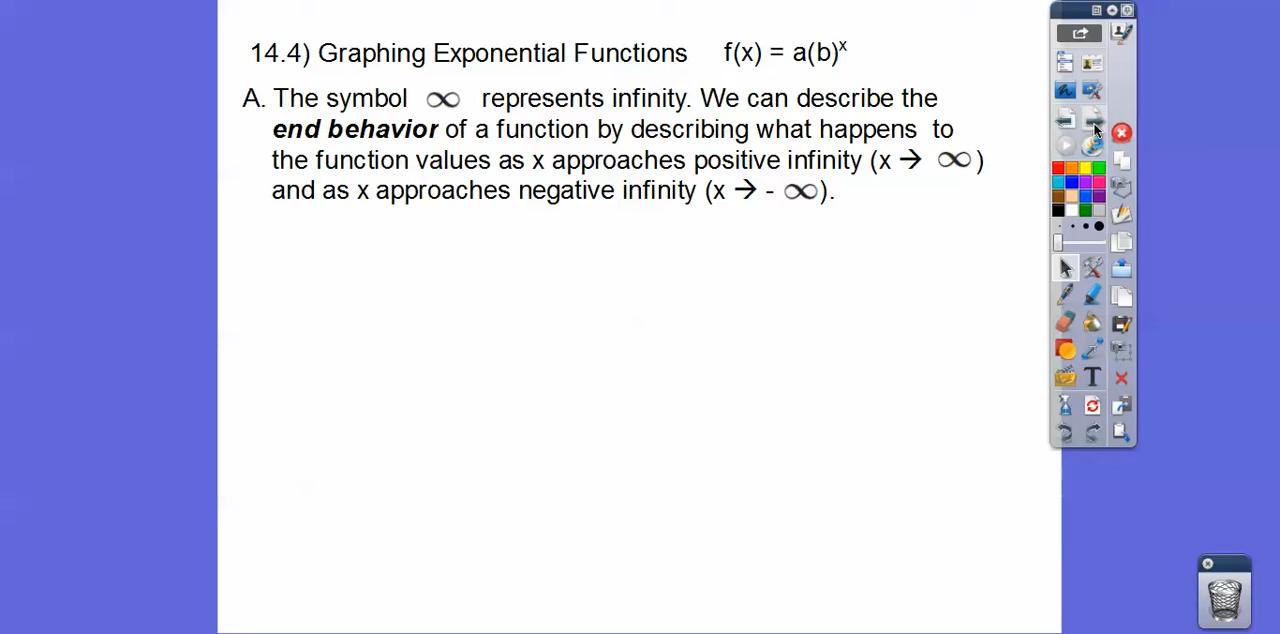 14.4) Graphing Exponential Functions f(x) = a(b)ˣ
A. The symbol ∞ represents infinity. We can describe the
end behavior of a function by describing what happens to
the function values as x approaches positive infinity (x → ∞)
and as x approaches negative infinity (x → - ∞).
T